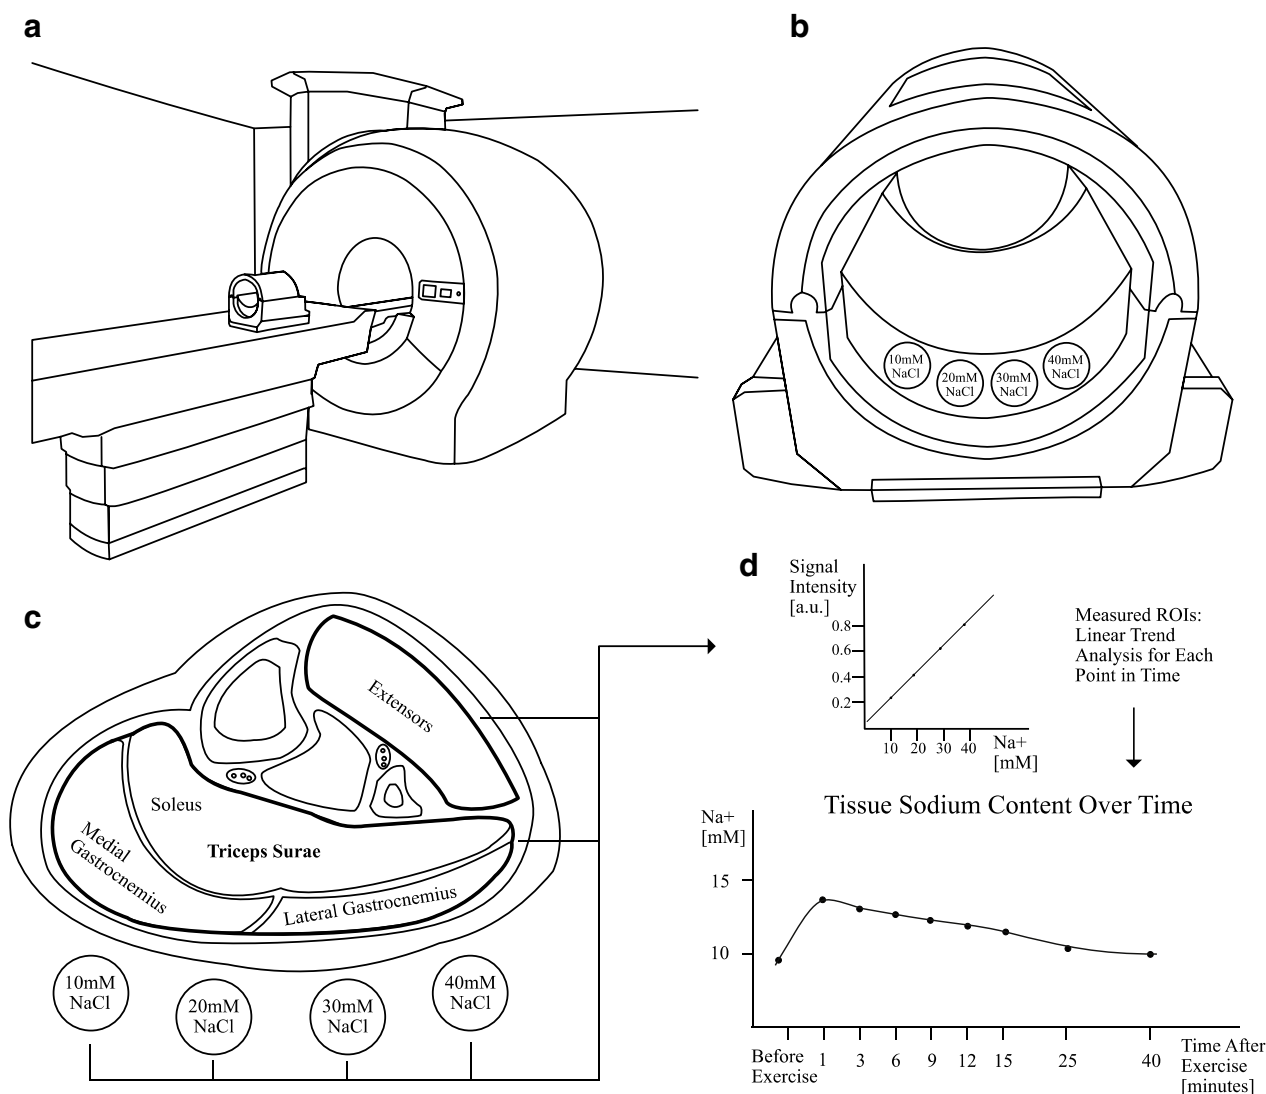 a
b
10mM
NaCl
20mM
NaCl
30mM
NaCl
40mM
NaCl
c
Extensors
Soleus
Medial
Gastrocnemius
Triceps Surae
Lateral Gastrocnemius
10mM
NaCl
20mM
NaCl
30mM
NaCl
40mM
NaCl
d
Signal
Intensity
[a.u.]
0.8
0.6
0.4
0.2
10 20 30 40
Na+
[mM]
Measured ROIs:
Linear Trend
Analysis for Each
Point in Time
Tissue Sodium Content Over Time
Na+
[mM]
15
10
Before
Exercise
1 3 6 9 12 15 25 40
Time After
Exercise
[minutes]